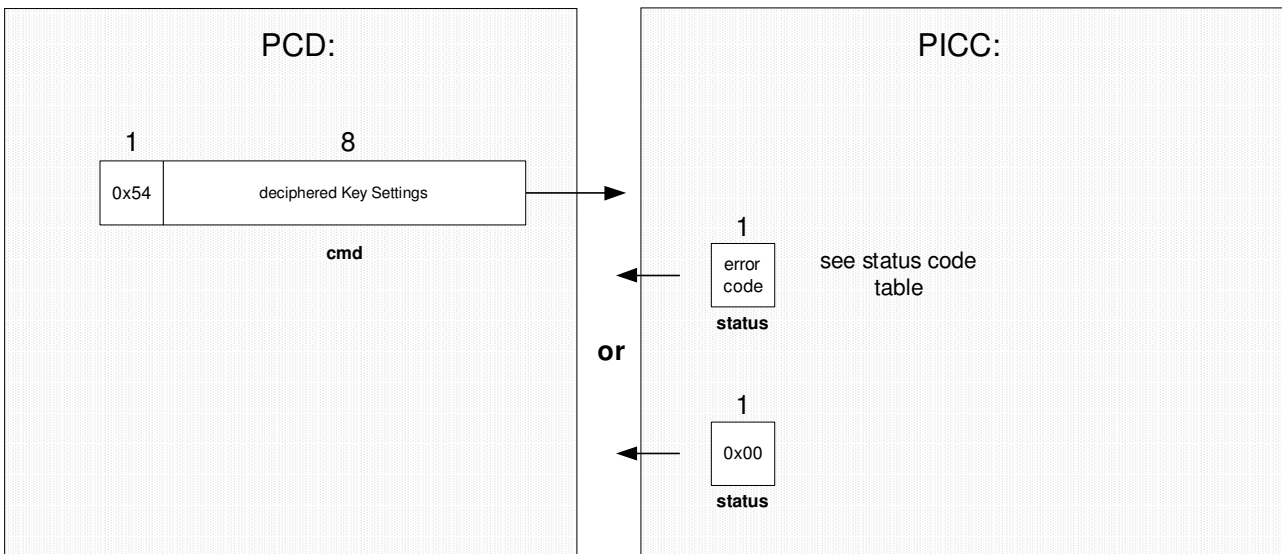 PCD:
1 8
0x54 deciphered Key Settings
cmd
or
PICC:
1
error
code
see status code
table
status
1
0x00
status